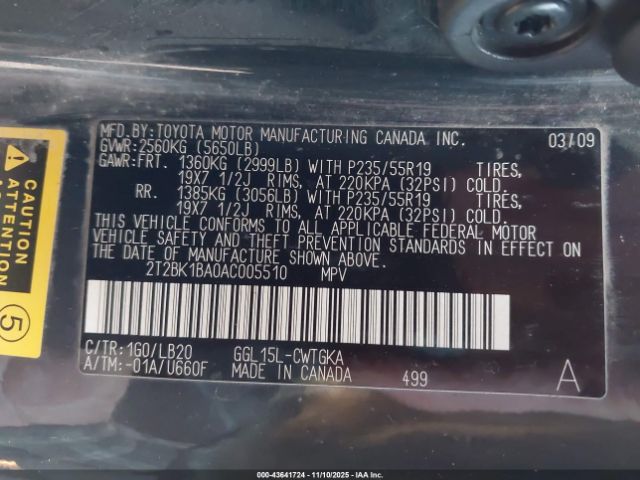 MFD.BY:TOYOTA MOTOR MANUFACTURING CANADA INC. 03/09
GVWR:2560KG (5650LB)
GAWR:FRT. 1360KG (2999LB) WITH P235/55R19 TIRES,
19X7 1/2J RIMS, AT 220KPA (32PSI) COLD.
RR. 1385KG (3056LB) WITH P235/55R19 TIRES,
19X7 1/2J RIMS, AT 220KPA (32PSI) COLD.
THIS VEHICLE CONFORMS TO ALL APPLICABLE FEDERAL MOTOR
VEHICLE SAFETY AND THEFT PREVENTION STANDARDS IN EFFECT ON
THE DATE OF MANUFACTURE SHOWN ABOVE.
2T2BK1BA0AC005510 MPV
C/TR:1G0/LB20 GGL15L-CWTGKA
A/TM:-01A/U660F MADE IN CANADA 499 A
CAUTION
ATTENTION
5
000-43641724 — 11/10/2025 — IAA Inc.